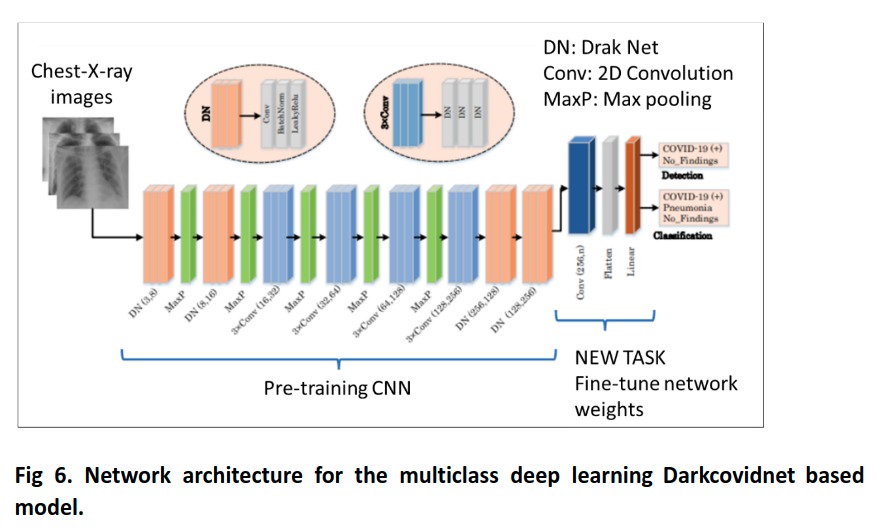 Chest-X-ray
images
DN
Conv
BatchNorm
LeakyRelu
3×Conv
DN
DN
DN
DN: Drak Net
Conv: 2D Convolution
MaxP: Max pooling
COVID-19 (+)
No_Findings
Detection
COVID-19 (+)
Pneumonia
No_Findings
Classification
DN (3,8)
MaxP
DN (8,16)
MaxP
3×Conv (16,32)
MaxP
3×Conv (32,64)
MaxP
3×Conv (64,128)
MaxP
3×Conv (128,256)
DN (256,128)
DN (128,256)
Conv (256,n)
Flatten
Linear
Pre-training CNN
NEW TASK
Fine-tune network
weights
Fig 6. Network architecture for the multiclass deep learning Darkcovidnet based
model.